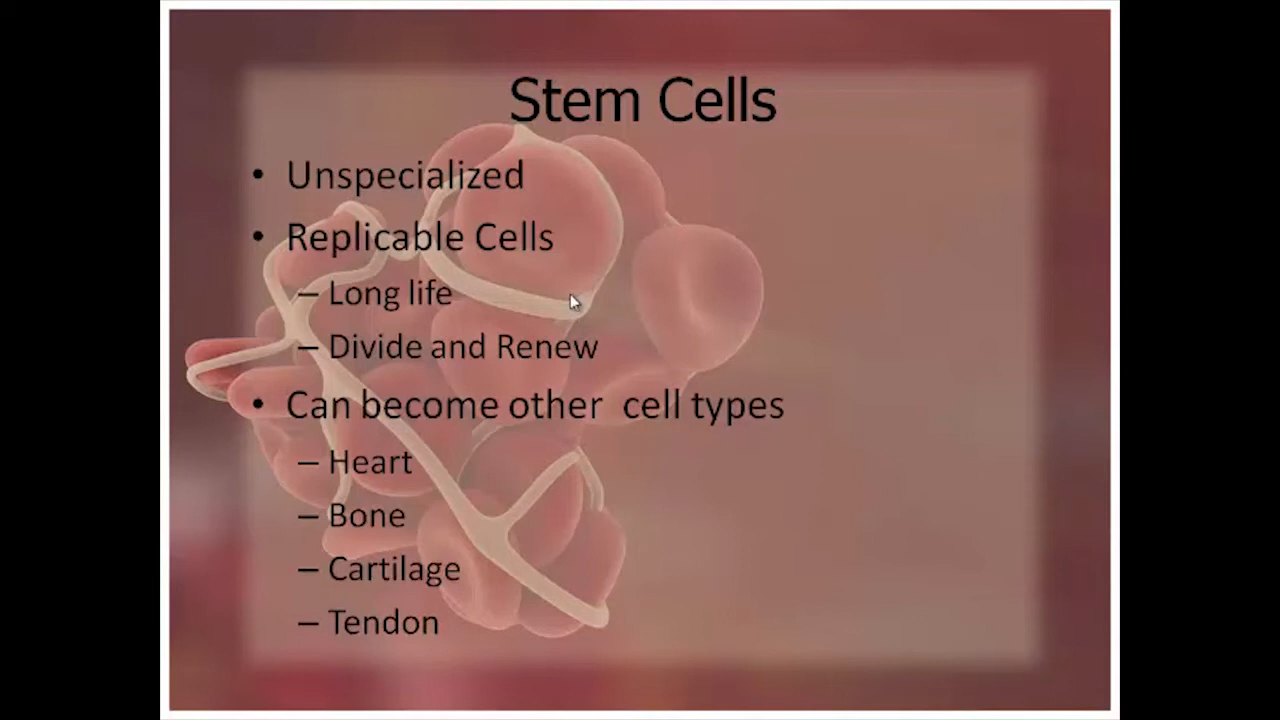 Stem Cells
• Unspecialized
• Replicable Cells
– Long life
– Divide and Renew
• Can become other cell types
– Heart
– Bone
– Cartilage
– Tendon